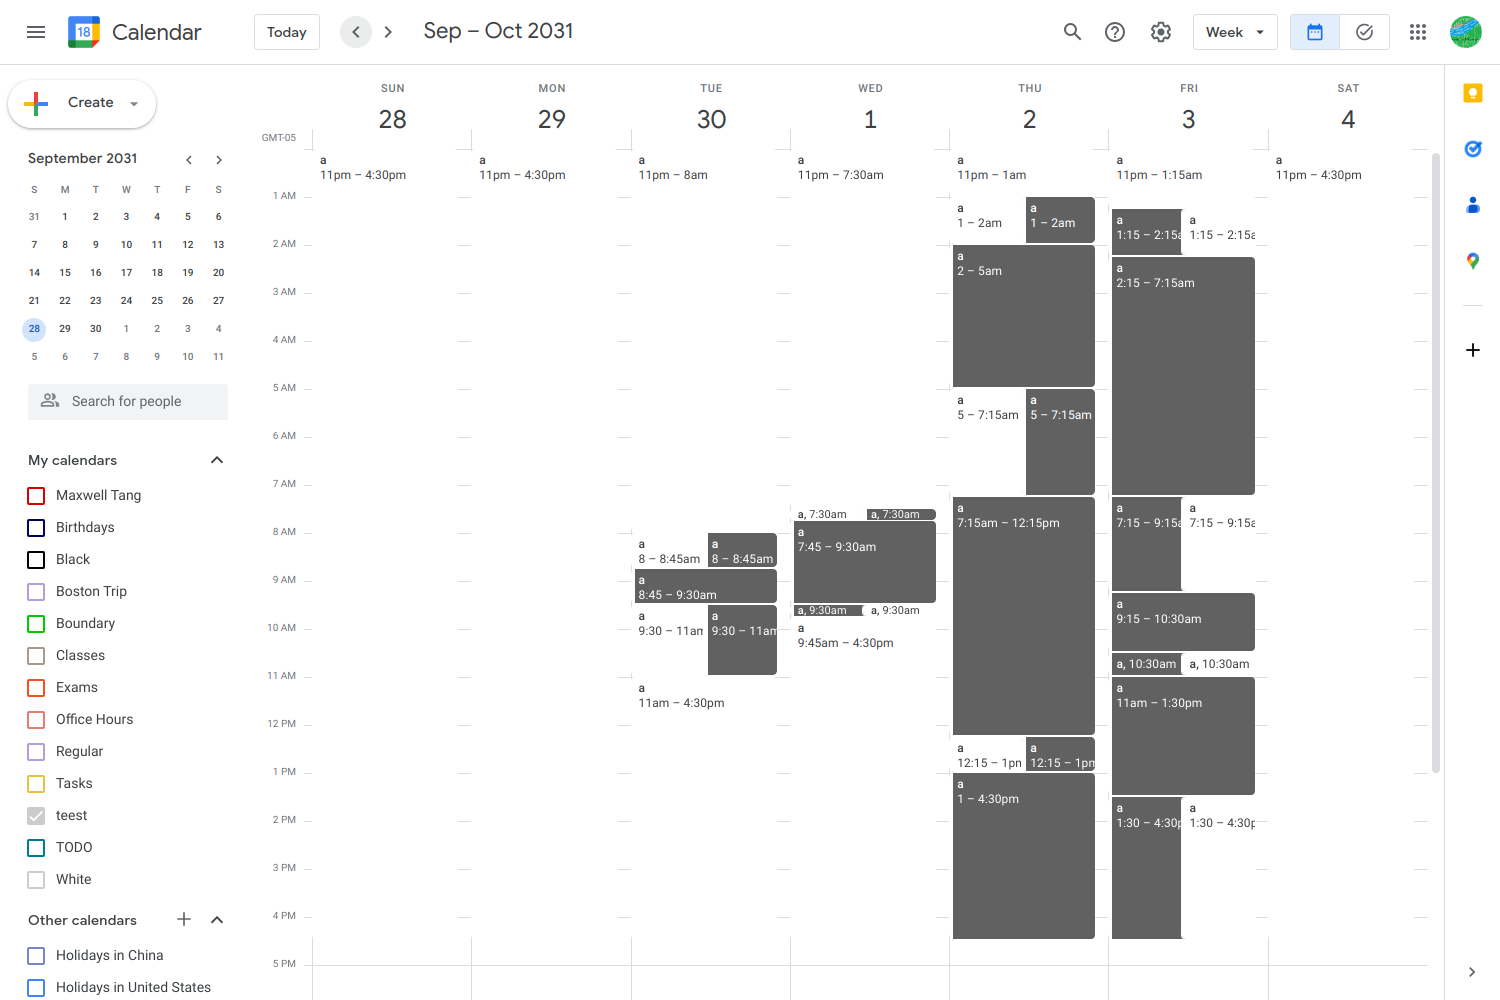 18 Calendar Today Sep – Oct 2031 Week
Create
September 2031
S M T W T F S
31 1 2 3 4 5 6
7 8 9 10 11 12 13
14 15 16 17 18 19 20
21 22 23 24 25 26 27
28 29 30 1 2 3 4
5 6 7 8 9 10 11
Search for people
My calendars
Maxwell Tang
Birthdays
Black
Boston Trip
Boundary
Classes
Exams
Office Hours
Regular
Tasks
teest
TODO
White
Other calendars
Holidays in China
Holidays in United States
SUN MON TUE WED THU FRI SAT
28 29 30 1 2 3 4
GMT-05
1 AM
2 AM
3 AM
4 AM
5 AM
6 AM
7 AM
8 AM
9 AM
10 AM
11 AM
12 PM
1 PM
2 PM
3 PM
4 PM
5 PM
a
11pm – 4:30pm
a
11pm – 4:30pm
a
11pm – 8am
a
8 – 8:45am
a
8 – 8:45am
a
8:45 – 9:30am
a
9:30 – 11am
a
9:30 – 11am
a
11am – 4:30pm
a
11pm – 7:30am
a, 7:30am
a, 7:30am
a
7:45 – 9:30am
a, 9:30am
a, 9:30am
a
9:45am – 4:30pm
a
11pm – 1am
a
1 – 2am
a
1 – 2am
a
2 – 5am
a
5 – 7:15am
a
5 – 7:15am
a
7:15am – 12:15pm
a
12:15 – 1pm
a
12:15 – 1pm
a
1 – 4:30pm
a
11pm – 1:15am
a
1:15 – 2:15a
a
1:15 – 2:15a
a
2:15 – 7:15am
a
7:15 – 9:15a
a
7:15 – 9:15a
a
9:15 – 10:30am
a, 10:30am
a, 10:30am
a
11am – 1:30pm
a
1:30 – 4:30p
a
1:30 – 4:30p
a
11pm – 4:30pm